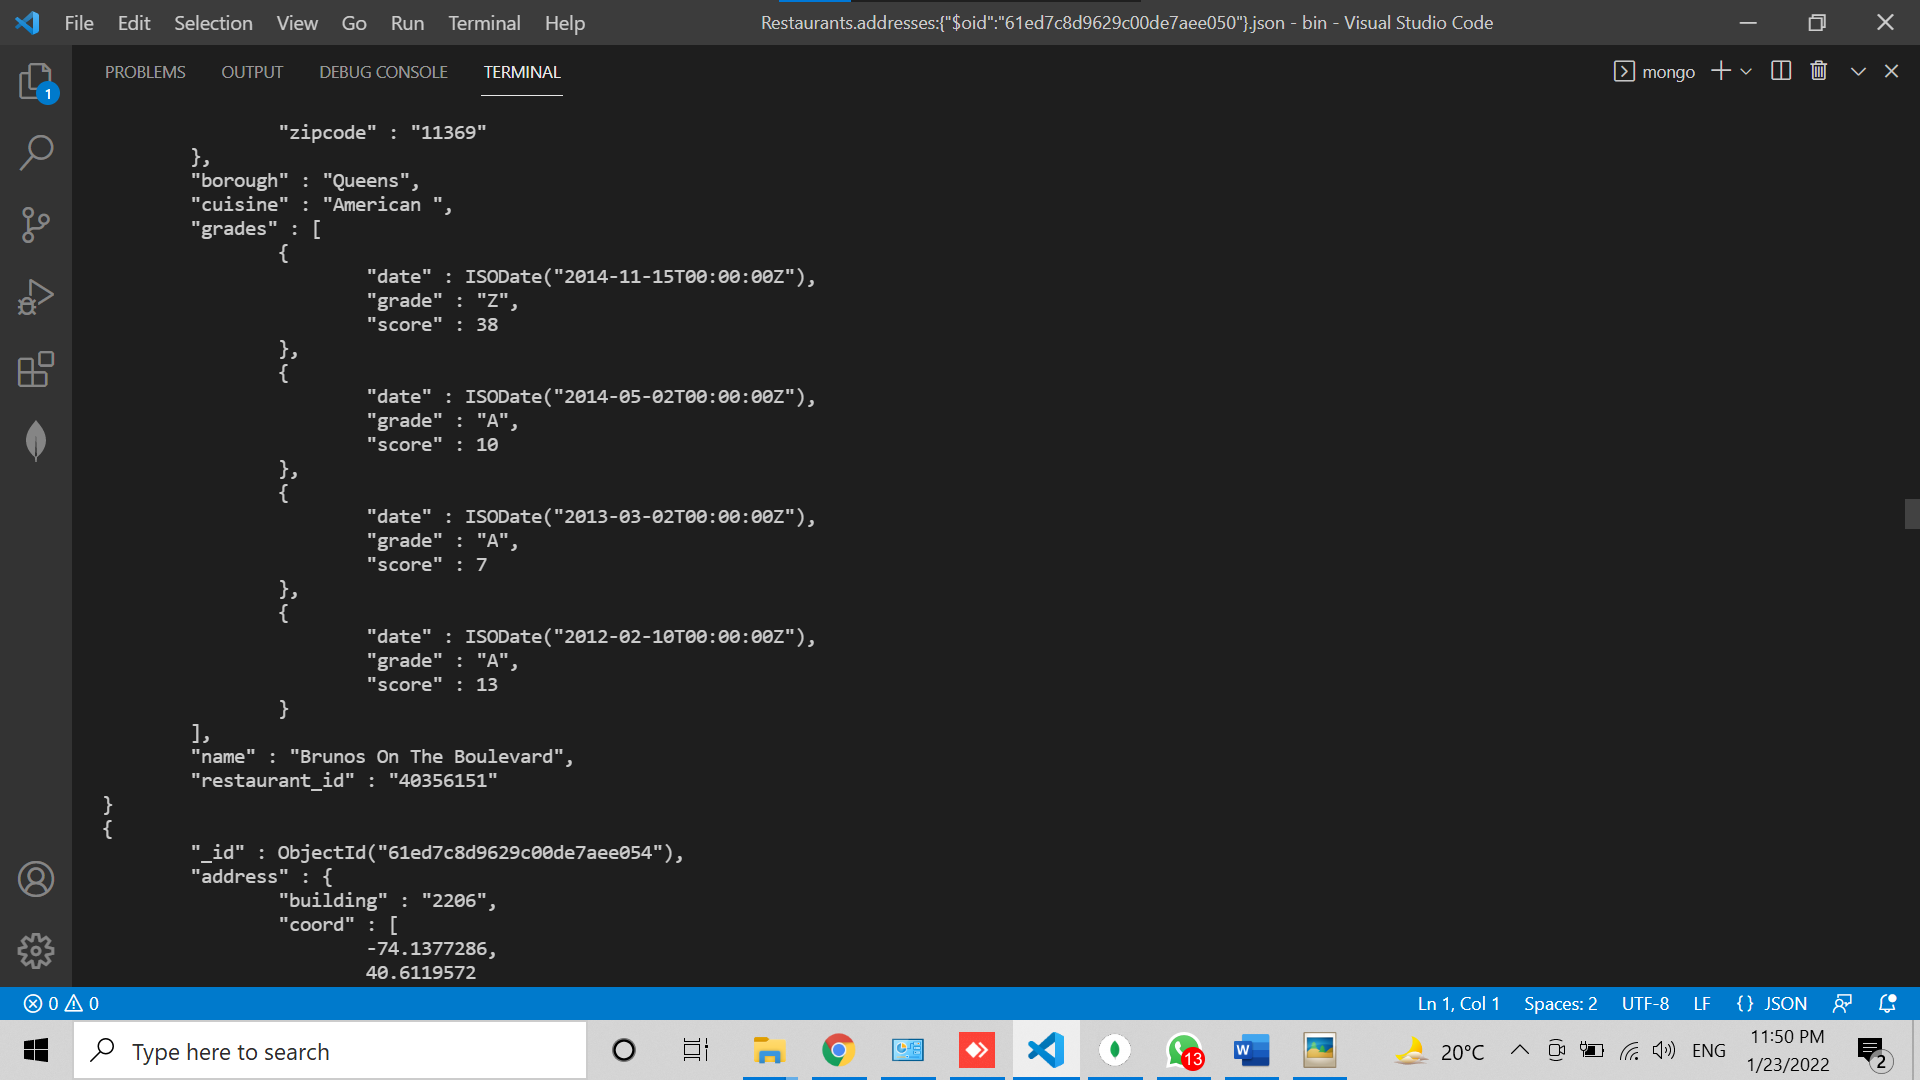 File Edit Selection View Go Run Terminal Help
Restaurants.addresses:{"$oid":"61ed7c8d9629c00de7aee050"}.json - bin - Visual Studio Code
PROBLEMS OUTPUT DEBUG CONSOLE TERMINAL
mongo
1
"zipcode" : "11369"
},
"borough" : "Queens",
"cuisine" : "American ",
"grades" : [
{
"date" : ISODate("2014-11-15T00:00:00Z"),
"grade" : "Z",
"score" : 38
},
{
"date" : ISODate("2014-05-02T00:00:00Z"),
"grade" : "A",
"score" : 10
},
{
"date" : ISODate("2013-03-02T00:00:00Z"),
"grade" : "A",
"score" : 7
},
{
"date" : ISODate("2012-02-10T00:00:00Z"),
"grade" : "A",
"score" : 13
}
],
"name" : "Brunos On The Boulevard",
"restaurant_id" : "40356151"
}
{
"_id" : ObjectId("61ed7c8d9629c00de7aee054"),
"address" : {
"building" : "2206",
"coord" : [
-74.1377286,
40.6119572
0 0
Ln 1, Col 1 Spaces: 2 UTF-8 LF {} JSON
Type here to search
13
20°C
ENG
11:50 PM
1/23/2022
2